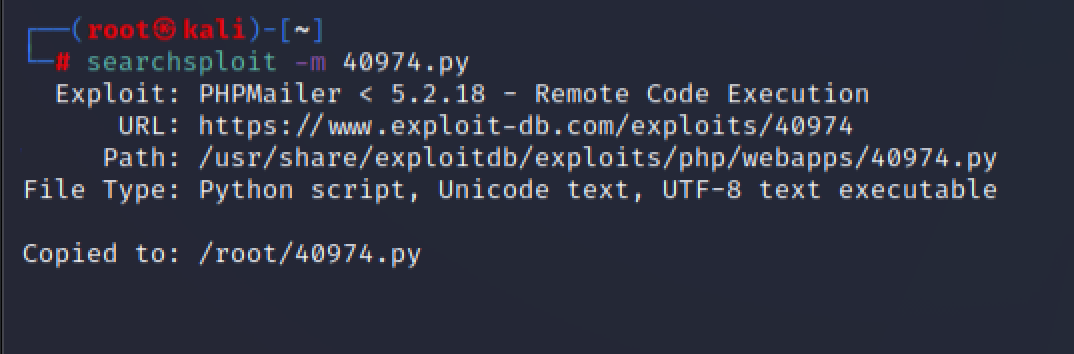 ┌──(root㉿kali)-[~]
└─# searchsploit -m 40974.py
Exploit: PHPMailer < 5.2.18 - Remote Code Execution
URL: https://www.exploit-db.com/exploits/40974
Path: /usr/share/exploitdb/exploits/php/webapps/40974.py
File Type: Python script, Unicode text, UTF-8 text executable
Copied to: /root/40974.py